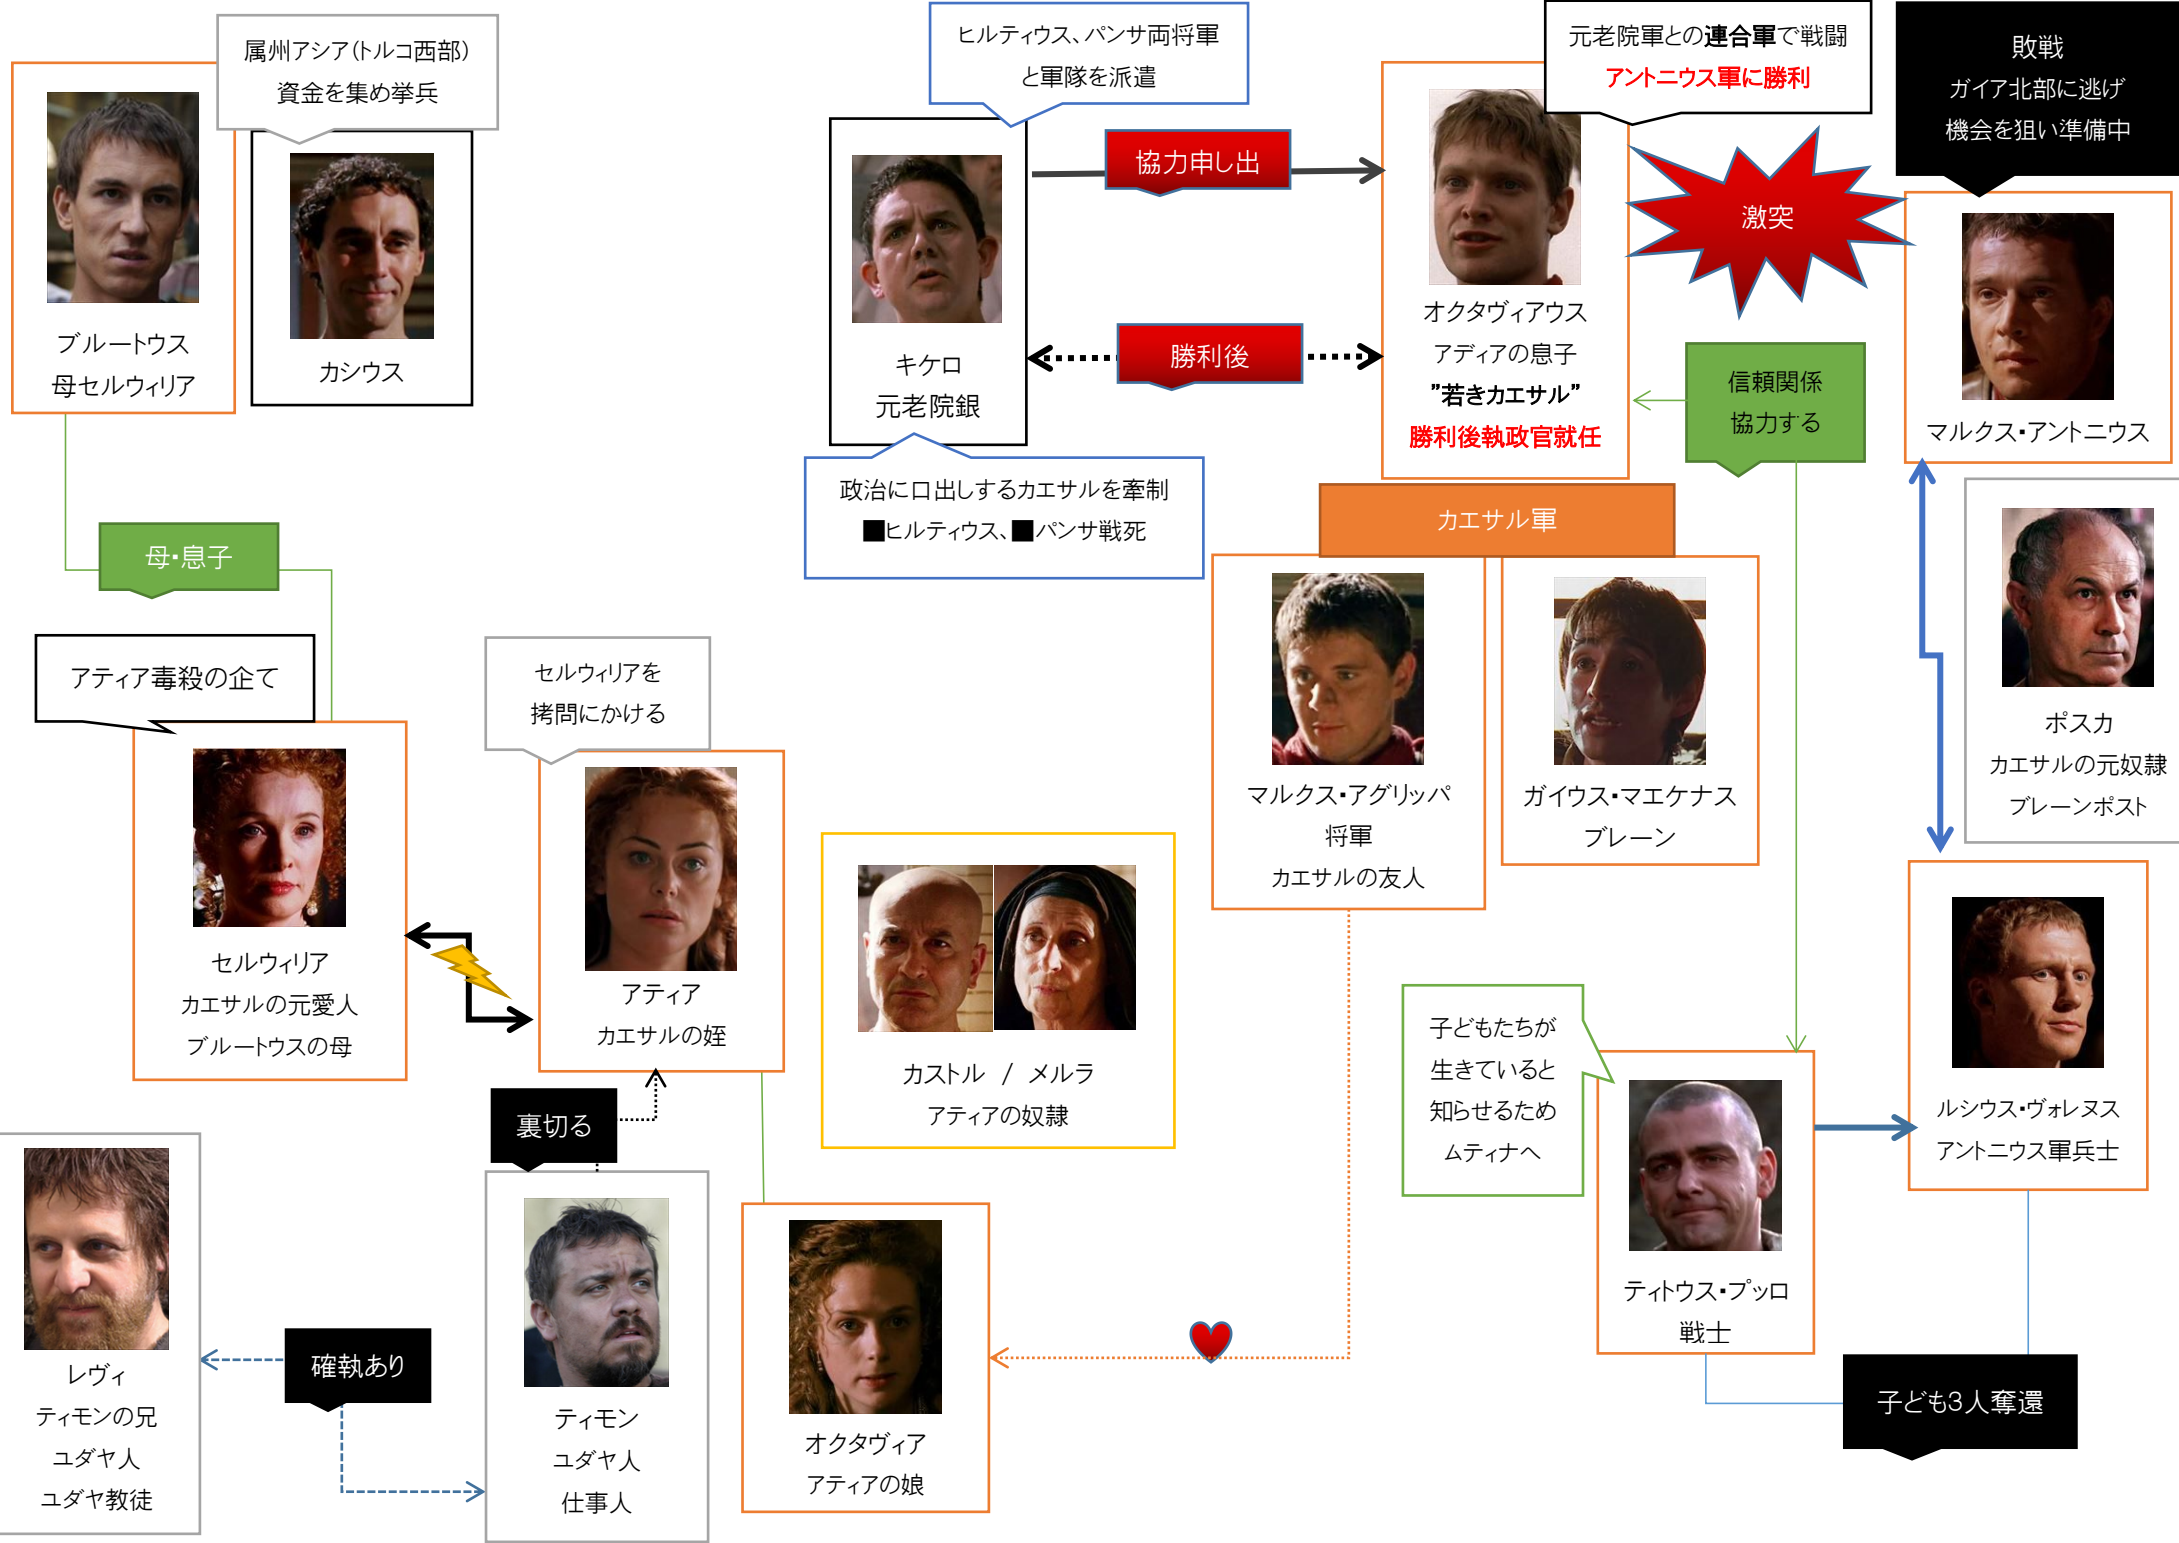 属州アジア(トルコ西部)
資金を集め挙兵
ブルートウス
母セルウィリア
カシウス
ヒルティウス、パンサ両将軍
と軍隊を派遣
協力申し出
勝利後
キケロ
元老院銀
政治に口出しするカエサルを牽制
■ヒルティウス、■パンサ戦死
元老院軍との連合軍で戦闘
アントニウス軍に勝利
オクタヴィアウス
アディアの息子
”若きカエサル”
勝利後執政官就任
激突
敗戦
ガイア北部に逃げ
機会を狙い準備中
マルクス・アントニウス
信頼関係
協力する
カエサル軍
マルクス・アグリッパ
将軍
カエサルの友人
ガイウス・マエケナス
ブレーン
ポスカ
カエサルの元奴隷
ブレーンポスト
母・息子
アティア毒殺の企て
セルウィリア
カエサルの元愛人
ブルートウスの母
セルウィリアを
拷問にかける
アティア
カエサルの姪
カストル / メルラ
アティアの奴隷
裏切る
レヴィ
ティモンの兄
ユダヤ人
ユダヤ教徒
確執あり
ティモン
ユダヤ人
仕事人
オクタヴィア
アティアの娘
子どもたちが
生きていると
知らせるため
ムティナへ
ティトウス・プッロ
戦士
ルシウス・ヴォレヌス
アントニウス軍兵士
子ども3人奪還